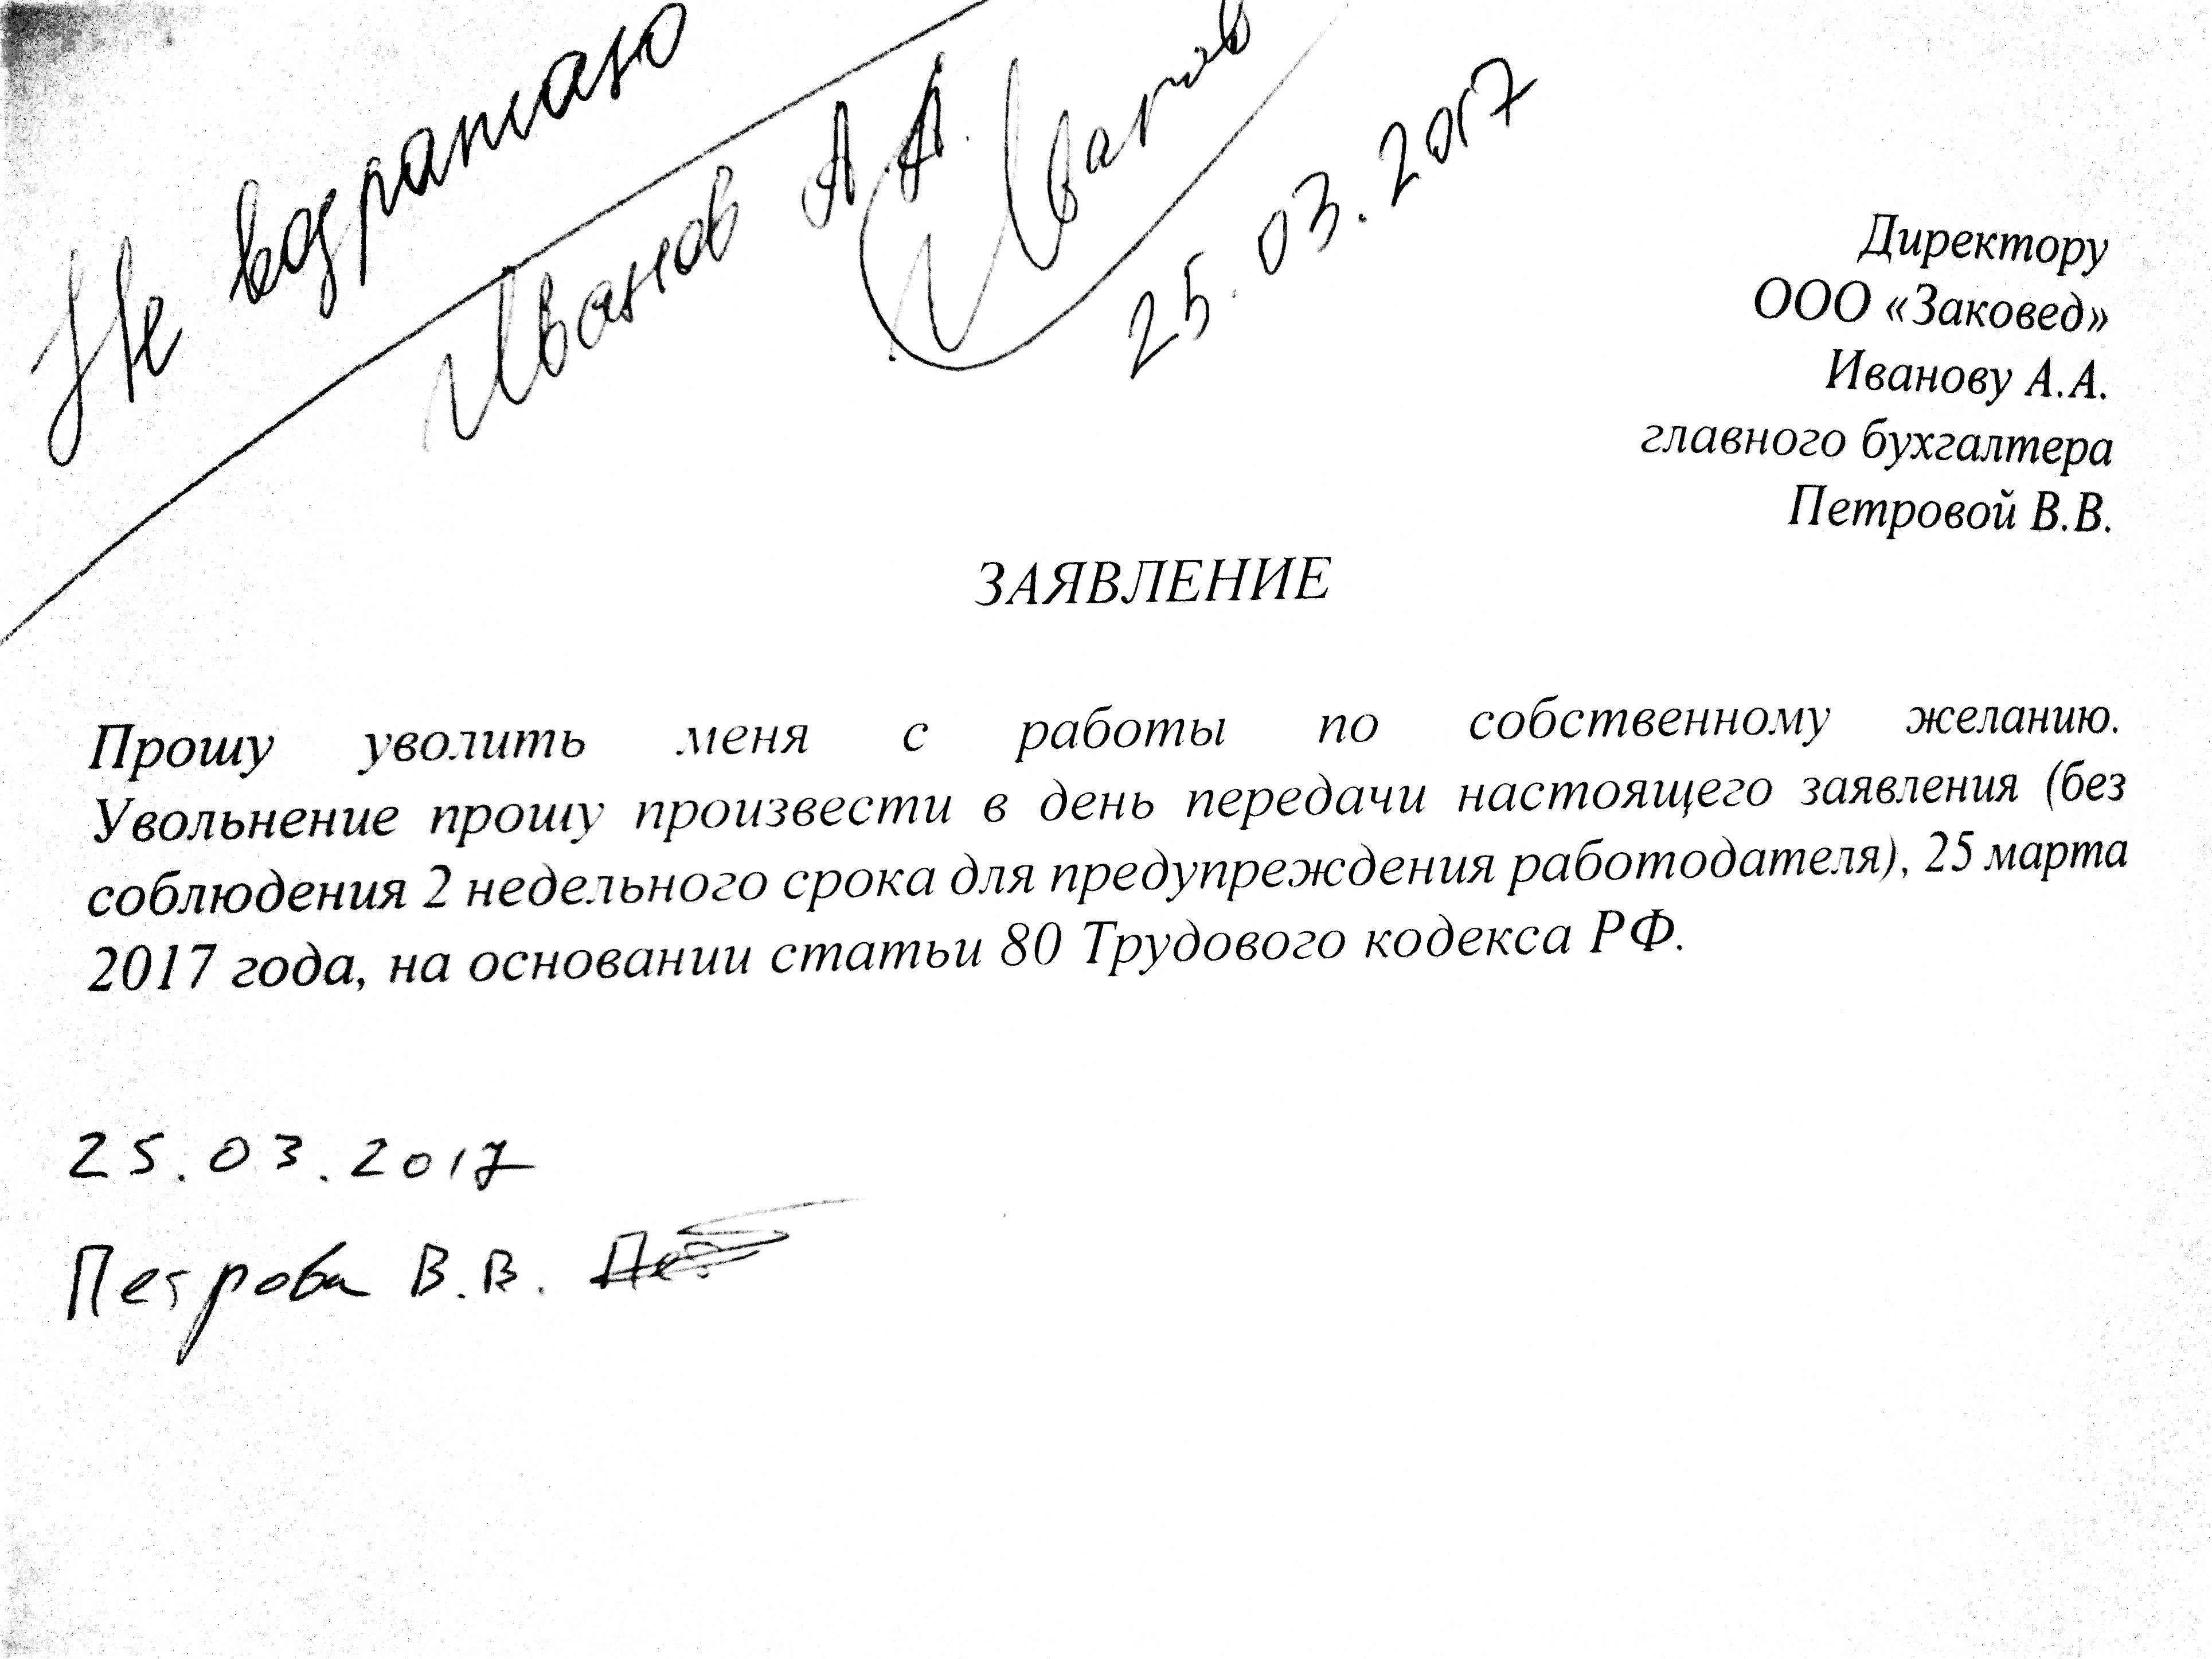 Не возражаю
Иванов А.А. Иванов
25.03.2017
Директору
ООО «Заковед»
Иванову А.А.
главного бухгалтера
Петровой В.В.
ЗАЯВЛЕНИЕ
Прошу уволить меня с работы по собственному желанию.
Увольнение прошу произвести в день передачи настоящего заявления (без
соблюдения 2 недельного срока для предупреждения работодателя), 25 марта
2017 года, на основании статьи 80 Трудового кодекса РФ.
25.03.2017
Петрова В.В.